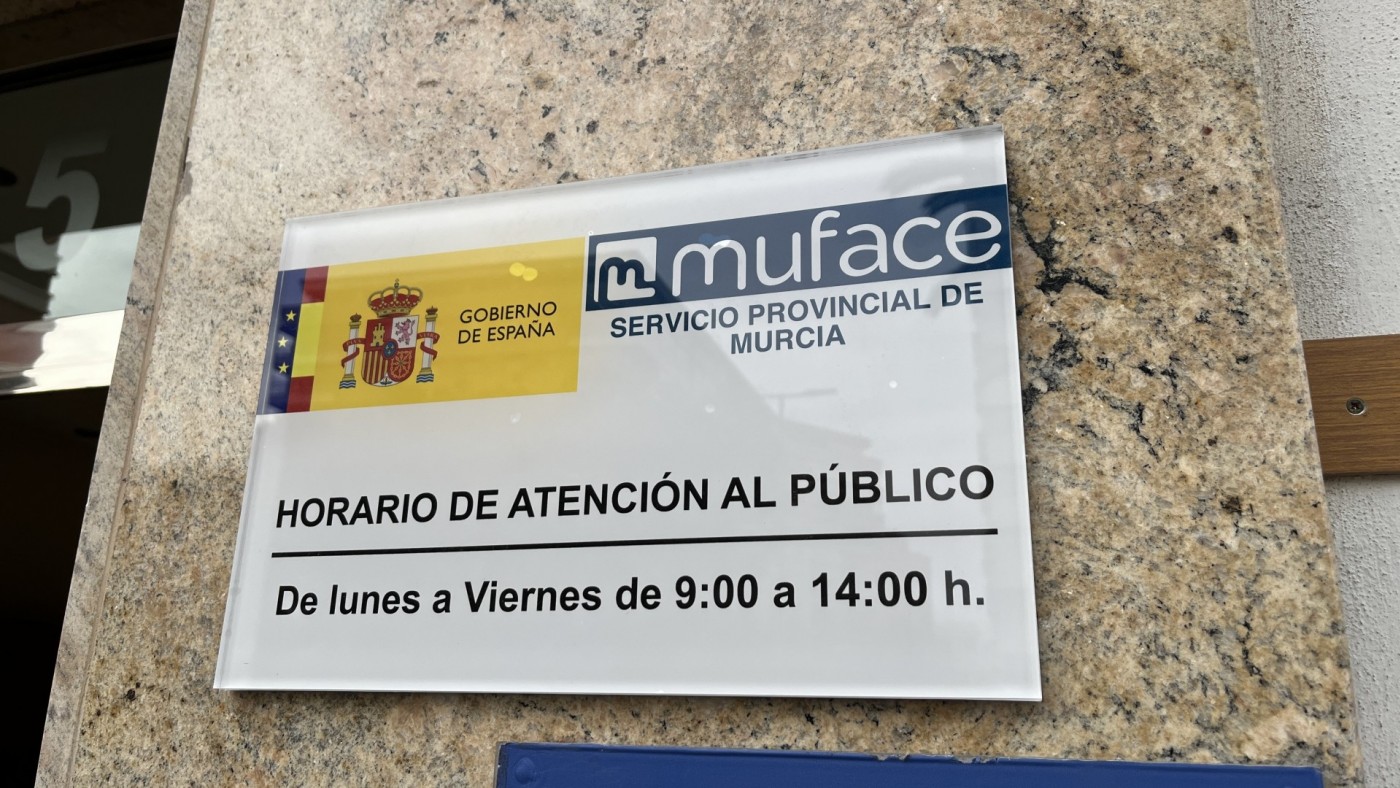 5
GOBIERNO
DE ESPAÑA
muface
SERVICIO PROVINCIAL DE
MURCIA
HORARIO DE ATENCIÓN AL PÚBLICO
De lunes a Viernes de 9:00 a 14:00 h.